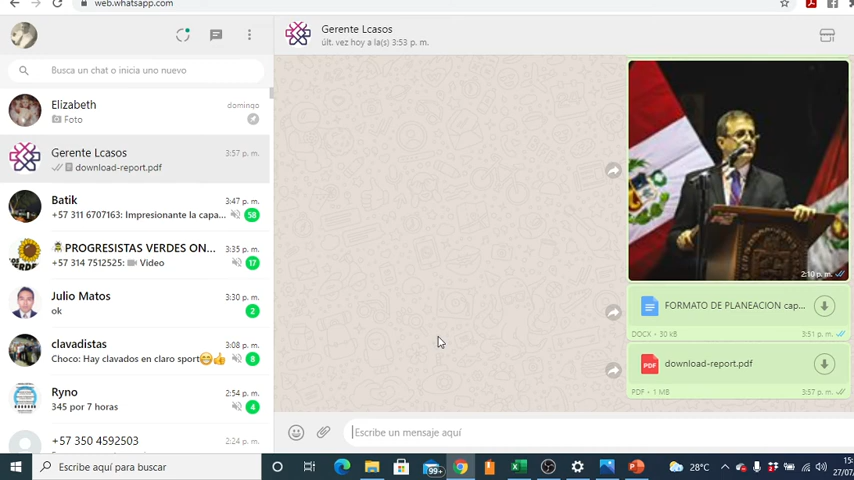 web.whatsapp.com
Gerente Lcasos
últ. vez hoy a la(s) 3:53 p. m.
Busca un chat o inicia uno nuevo
Elizabeth
domingo
Foto
Gerente Lcasos
3:57 p. m.
download-report.pdf
Batik
3:47 p. m.
+57 311 6707163: Impresionante la capa...
58
PROGRESISTAS VERDES ON...
3:35 p. m.
+57 314 7512525: Video
17
Julio Matos
3:30 p. m.
ok
2
clavadistas
3:08 p. m.
Choco: Hay clavados en claro sport😁👍
8
Ryno
2:54 p. m.
345 por 7 horas
4
+57 350 4592503
2:24 p. m.
2:10 p. m.
FORMATO DE PLANEACION cap...
DOCX • 30 kB
3:51 p. m.
PDF
download-report.pdf
PDF • 1 MB
3:57 p. m.
Escribe un mensaje aquí
Escribe aquí para buscar
99+
28°C
15:
27/07/